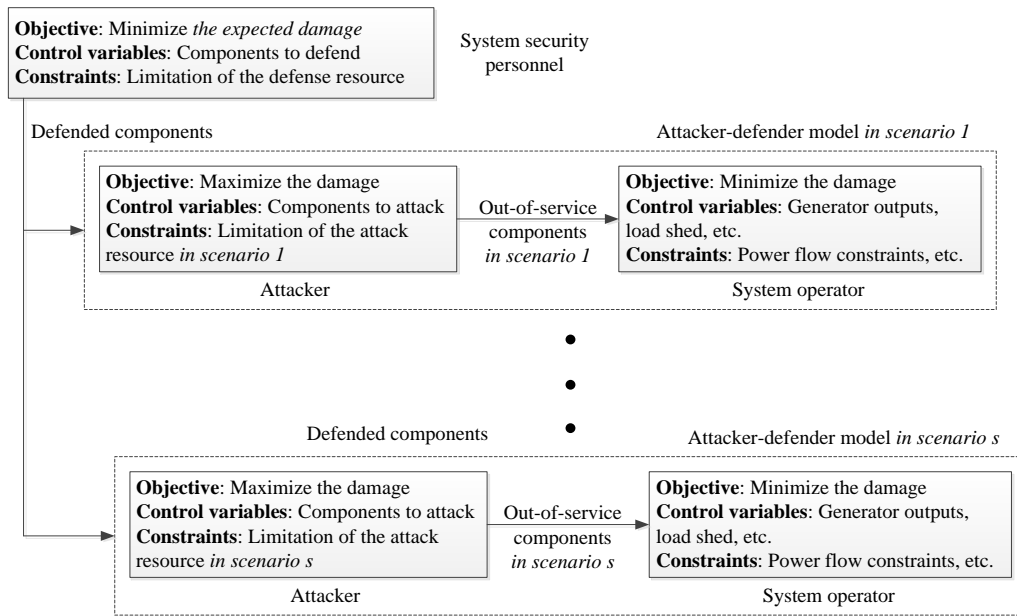 Objective: Minimize the expected damage
Control variables: Components to defend
Constraints: Limitation of the defense resource
System security
personnel
Defended components
Attacker-defender model in scenario 1
Objective: Maximize the damage
Control variables: Components to attack
Constraints: Limitation of the attack
resource in scenario 1
Attacker
Out-of-service
components
in scenario 1
Objective: Minimize the damage
Control variables: Generator outputs,
load shed, etc.
Constraints: Power flow constraints, etc.
System operator
Defended components
Attacker-defender model in scenario s
Objective: Maximize the damage
Control variables: Components to attack
Constraints: Limitation of the attack
resource in scenario s
Attacker
Out-of-service
components
in scenario s
Objective: Minimize the damage
Control variables: Generator outputs,
load shed, etc.
Constraints: Power flow constraints, etc.
System operator